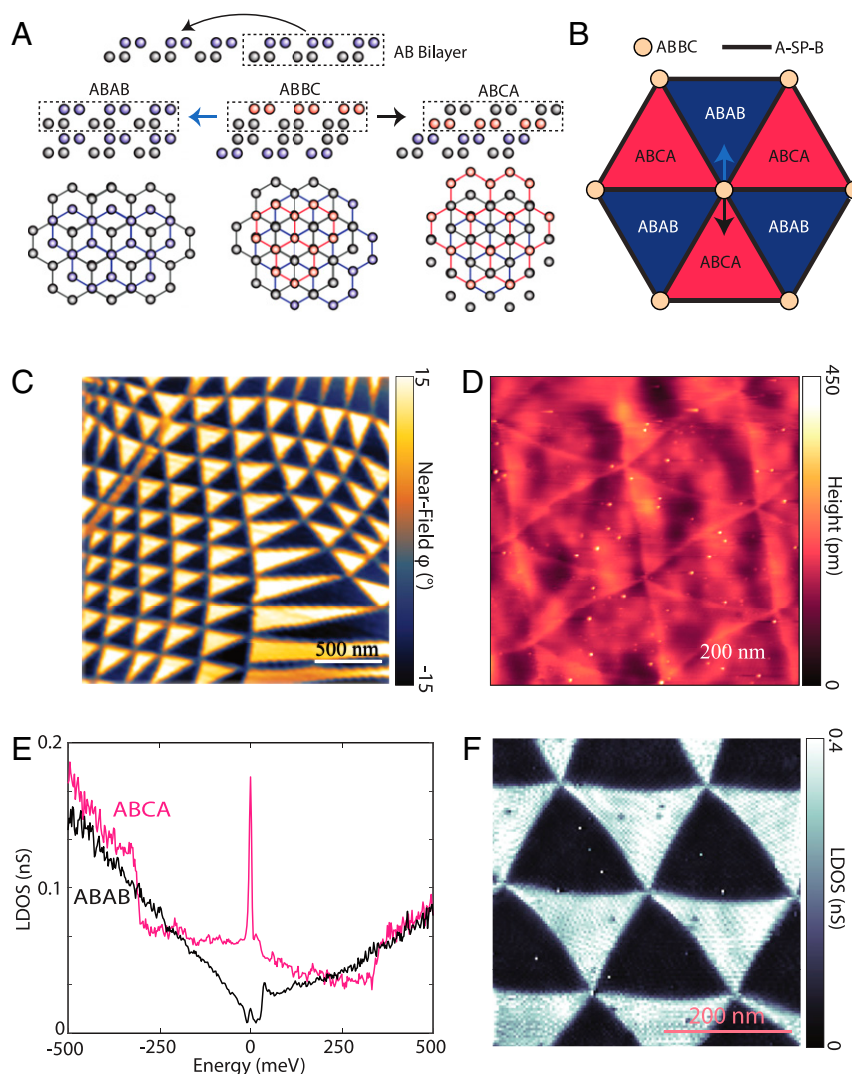 A
AB Bilayer
ABAB
ABBC
ABCA
B
ABBC
A-SP-B
ABAB
ABCA
ABCA
ABAB
ABAB
ABCA
C
15
Near-Field φ (°)
-15
500 nm
D
450
Height (pm)
0
200 nm
E
0.2
0.1
0
LDOS (nS)
ABCA
ABAB
-500
-250
0
250
500
Energy (meV)
F
0.4
LDOS (nS)
0
200 nm